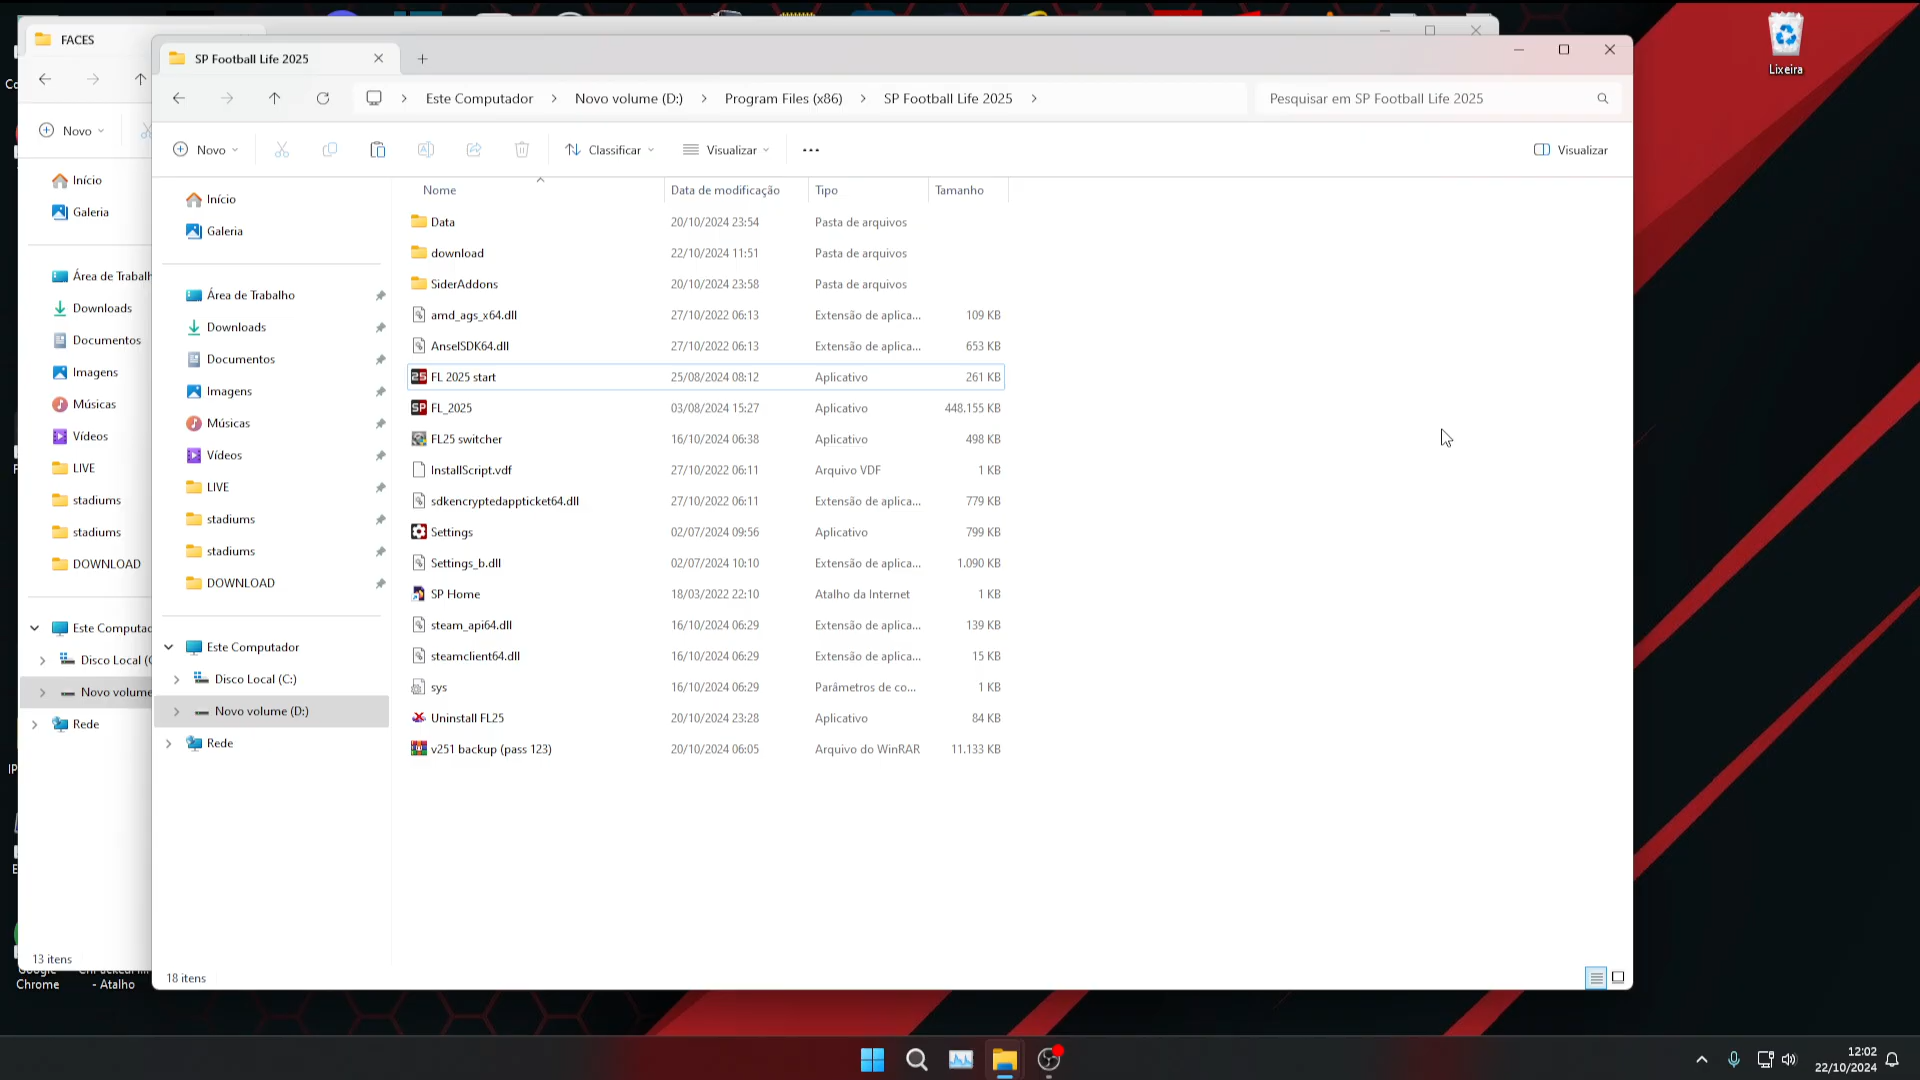 FACES
Novo
Início
Galeria
Área de Trabalh
Downloads
Documentos
Imagens
Músicas
Vídeos
LIVE
stadiums
stadiums
DOWNLOAD
Este Computad
Disco Local (C
Novo volume
Rede
13 itens
SP Football Life 2025
Este Computador > Novo volume (D:) > Program Files (x86) > SP Football Life 2025 >
Pesquisar em SP Football Life 2025
Novo Classificar Visualizar ••• Visualizar
Início
Galeria
Área de Trabalho
Downloads
Documentos
Imagens
Músicas
Vídeos
LIVE
stadiums
stadiums
DOWNLOAD
Este Computador
Disco Local (C:)
Novo volume (D:)
Rede
Nome Data de modificação Tipo Tamanho
Data 20/10/2024 23:54 Pasta de arquivos
download 22/10/2024 11:51 Pasta de arquivos
SiderAddons 20/10/2024 23:58 Pasta de arquivos
amd_ags_x64.dll 27/10/2022 06:13 Extensão de aplica... 109 KB
AnselSDK64.dll 27/10/2022 06:13 Extensão de aplica... 653 KB
25 FL 2025 start 25/08/2024 08:12 Aplicativo 261 KB
SP FL_2025 03/08/2024 15:27 Aplicativo 448.155 KB
FL25 switcher 16/10/2024 06:38 Aplicativo 498 KB
InstallScript.vdf 27/10/2022 06:11 Arquivo VDF 1 KB
sdkencryptedappticket64.dll 27/10/2022 06:11 Extensão de aplica... 779 KB
Settings 02/07/2024 09:56 Aplicativo 799 KB
Settings_b.dll 02/07/2024 10:10 Extensão de aplica... 1.090 KB
SP Home 18/03/2022 22:10 Atalho da Internet 1 KB
steam_api64.dll 16/10/2024 06:29 Extensão de aplica... 139 KB
steamclient64.dll 16/10/2024 06:29 Extensão de aplica... 15 KB
sys 16/10/2024 06:29 Parâmetros de co... 1 KB
Uninstall FL25 20/10/2024 23:28 Aplicativo 84 KB
v251 backup (pass 123) 20/10/2024 06:05 Arquivo do WinRAR 11.133 KB
18 itens
Lixeira
Chrome
- Atalho
12:02
22/10/2024